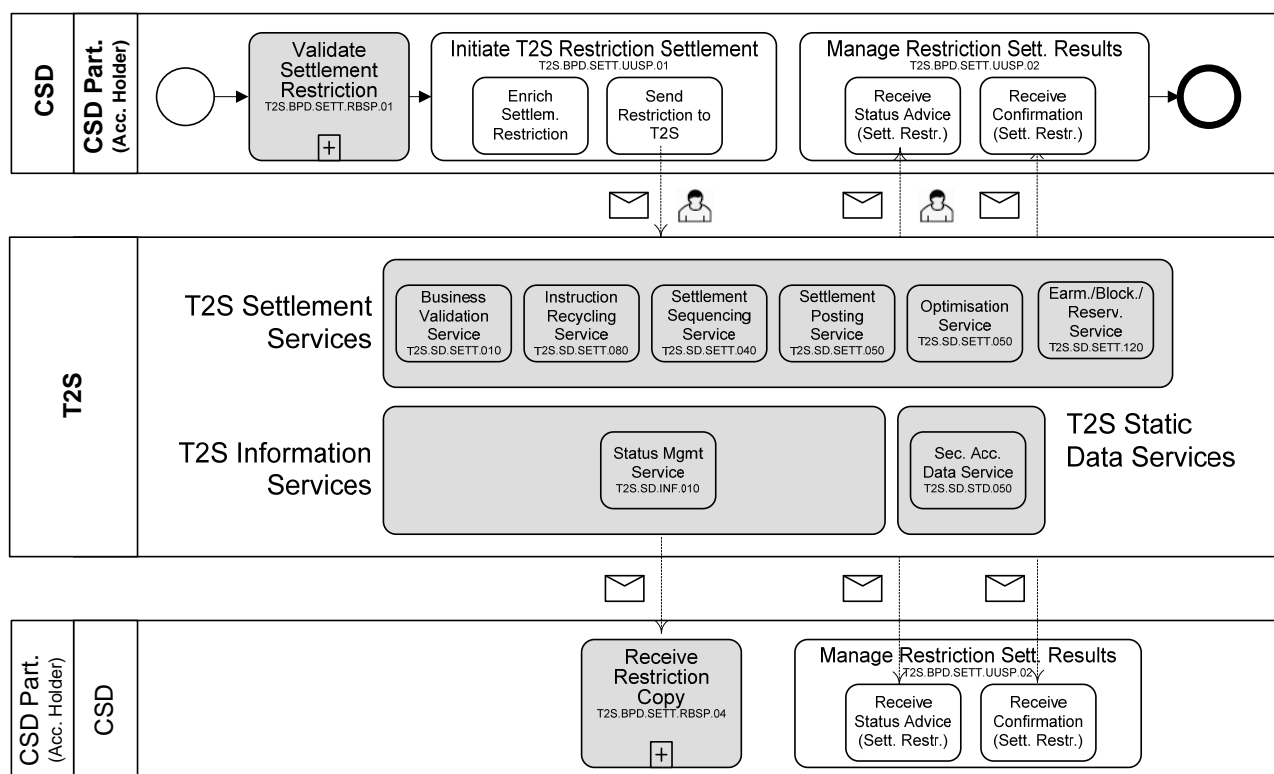 CSD
CSD Part.
(Acc. Holder)
Validate
Settlement
Restriction
T2S.BPD.SETT.RBSP.01
+
Initiate T2S Restriction Settlement
T2S.BPD.SETT.UUSP.01
Enrich
Settlem.
Restriction
Send
Restriction to
T2S
Manage Restriction Sett. Results
T2S.BPD.SETT.UUSP.02
Receive
Status Advice
(Sett. Restr.)
Receive
Confirmation
(Sett. Restr.)
T2S
T2S Settlement
Services
Business
Validation
Service
T2S.SD.SETT.010
Instruction
Recycling
Service
T2S.SD.SETT.080
Settlement
Sequencing
Service
T2S.SD.SETT.040
Settlement
Posting
Service
T2S.SD.SETT.050
Optimisation
Service
T2S.SD.SETT.050
Earm./Block./
Reserv.
Service
T2S.SD.SETT.120
T2S Information
Services
Status Mgmt
Service
T2S.SD.INF.010
Sec. Acc.
Data Service
T2S.SD.STD.050
T2S Static
Data Services
CSD Part.
(Acc. Holder)
CSD
Receive
Restriction
Copy
T2S.BPD.SETT.RBSP.04
+
Manage Restriction Sett. Results
T2S.BPD.SETT.UUSP.02
Receive
Status Advice
(Sett. Restr.)
Receive
Confirmation
(Sett. Restr.)